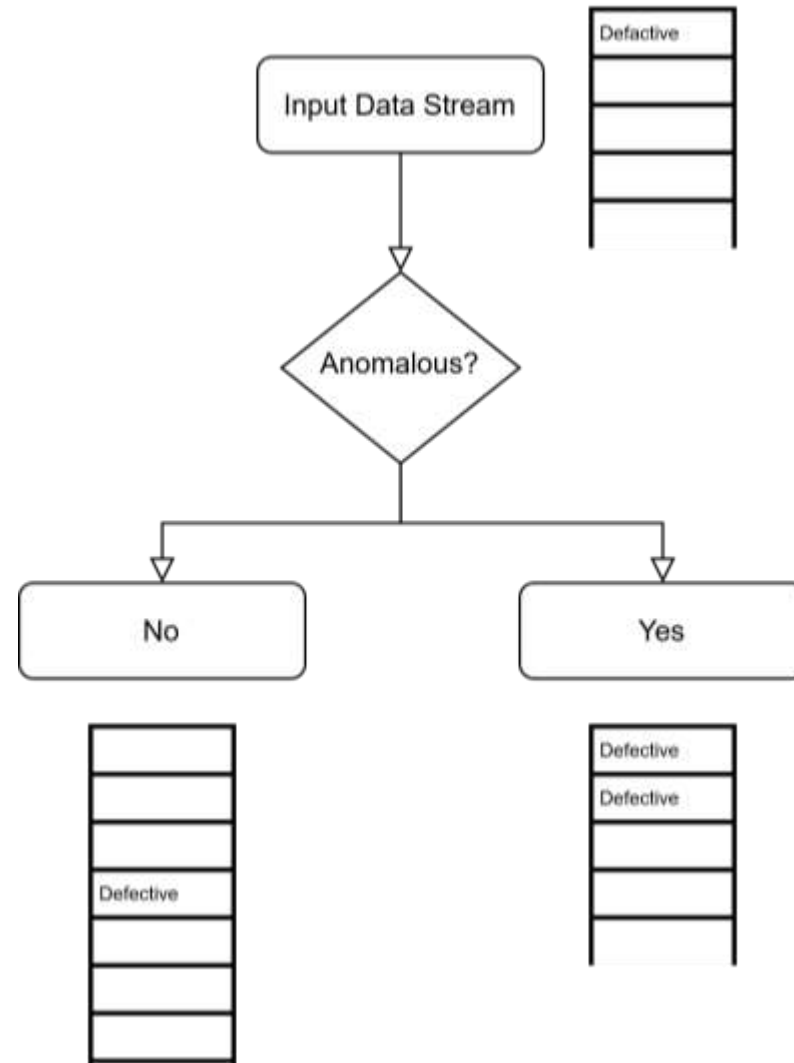 Defactive
Input Data Stream
Anomalous?
No
Yes
Defective
Defective
Defective